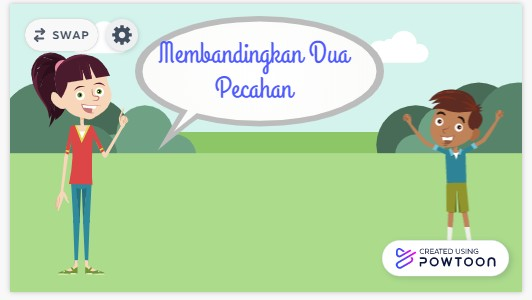 SWAP
Membandingkan Dua
Pecahan
CREATED USING
POWTOON